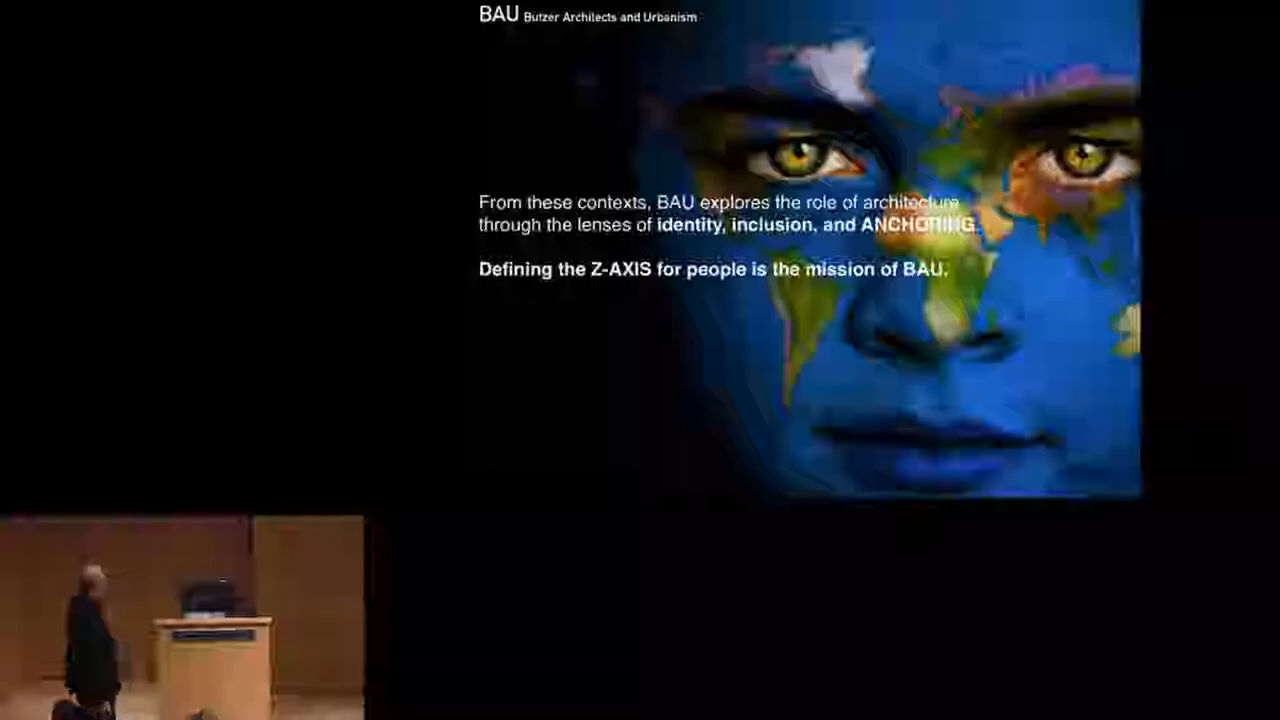 BAU Butzer Architects and Urbanism
From these contexts, BAU explores the role of architecture
through the lenses of identity, inclusion, and ANCHORING.
Defining the Z-AXIS for people is the mission of BAU.